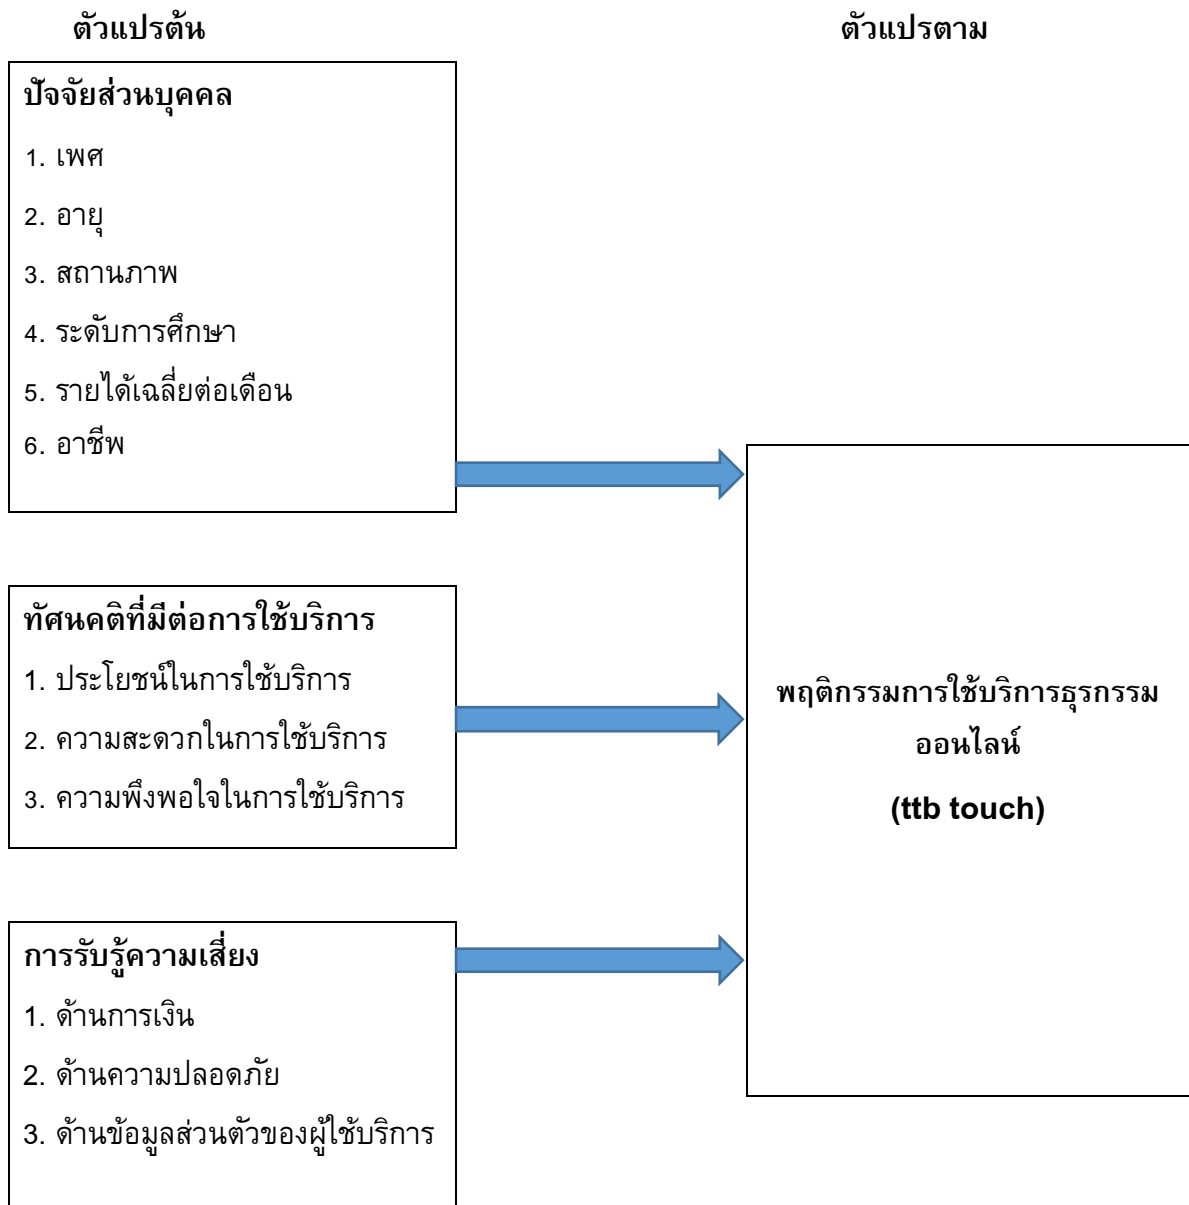 ตัวแปรต้น
ตัวแปรตาม
ปัจจัยส่วนบุคคล
1. เพศ
2. อายุ
3. สถานภาพ
4. ระดับการศึกษา
5. รายได้เฉลี่ยต่อเดือน
6. อาชีพ
ทัศนคติที่มีต่อการใช้บริการ
1. ประโยชน์ในการใช้บริการ
2. ความสะดวกในการใช้บริการ
3. ความพึงพอใจในการใช้บริการ
การรับรู้ความเสี่ยง
1. ด้านการเงิน
2. ด้านความปลอดภัย
3. ด้านข้อมูลส่วนตัวของผู้ใช้บริการ
พฤติกรรมการใช้บริการธุรกรรม
ออนไลน์
(ttb touch)